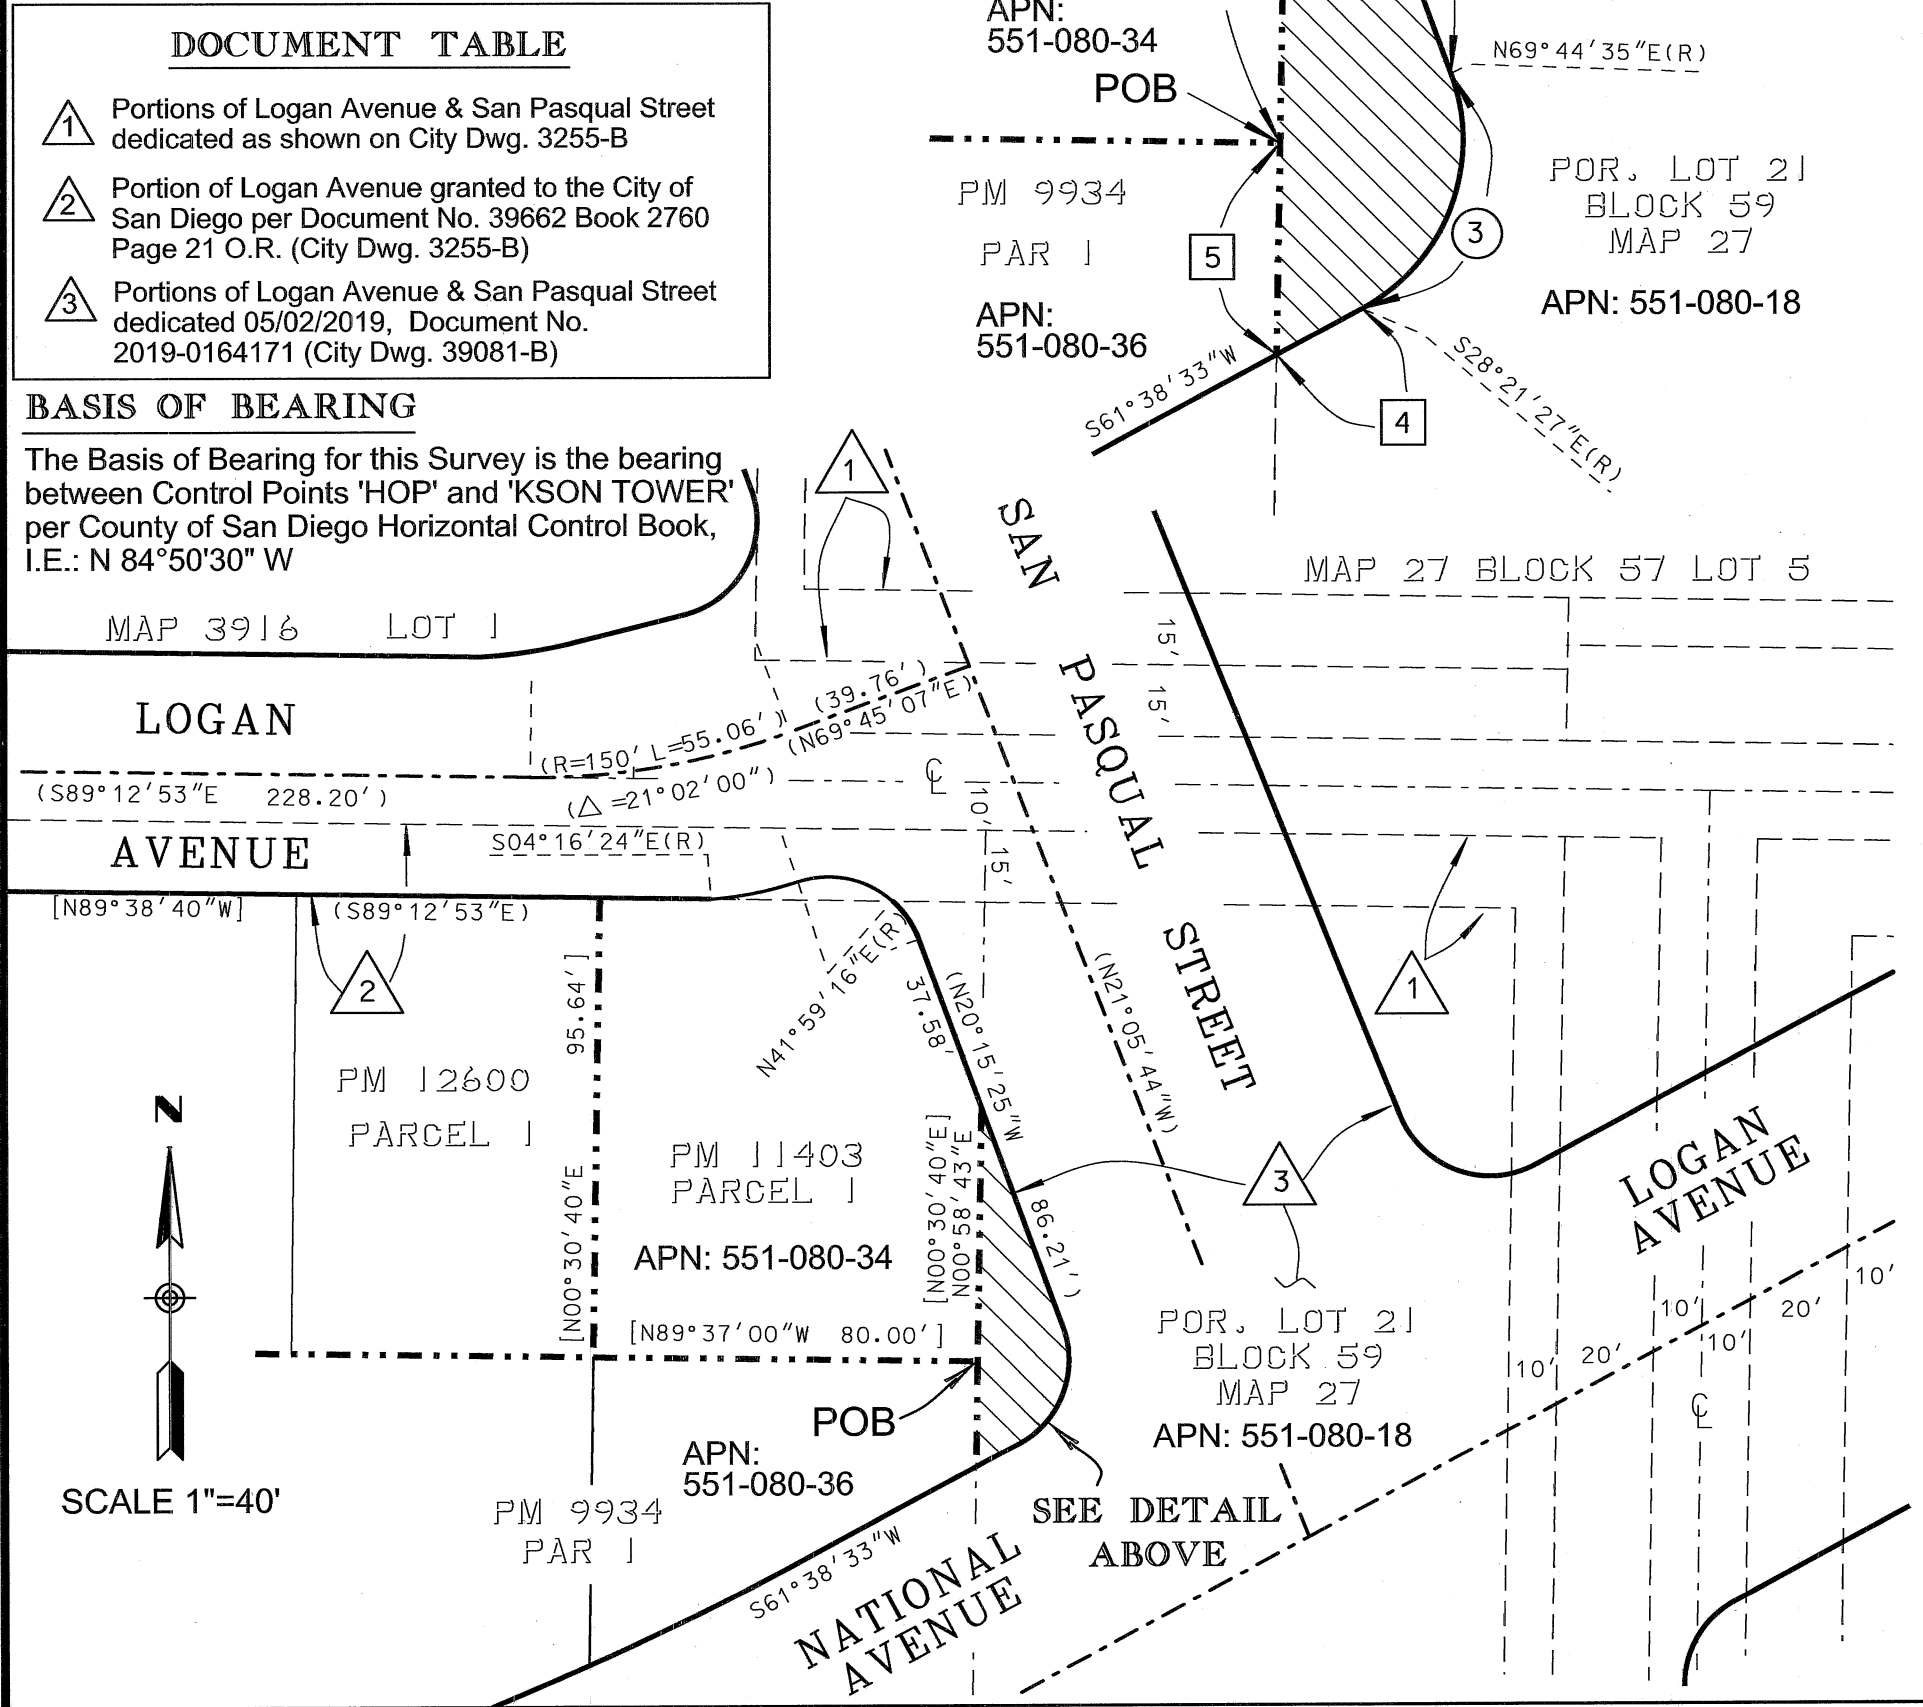 DOCUMENT TABLE
1
Portions of Logan Avenue & San Pasqual Street
dedicated as shown on City Dwg. 3255-B
2
Portion of Logan Avenue granted to the City of
San Diego per Document No. 39662 Book 2760
Page 21 O.R. (City Dwg. 3255-B)
3
Portions of Logan Avenue & San Pasqual Street
dedicated 05/02/2019, Document No.
2019-0164171 (City Dwg. 39081-B)
BASIS OF BEARING
The Basis of Bearing for this Survey is the bearing
between Control Points 'HOP' and 'KSON TOWER'
per County of San Diego Horizontal Control Book,
I.E.: N 84°50'30" W
APN:
551-080-34
POB
N69°44'35"E(R)
PM 9934
PAR 1
APN:
551-080-36
5
3
4
POR. LOT 21
BLOCK 59
MAP 27
APN: 551-080-18
S61°38'33"W
S28°21'27"E(R)
1
SAN PASQUAL STREET
MAP 27 BLOCK 57 LOT 5
MAP 3916 LOT 1
15'
15'
LOGAN
AVENUE
(39.76')
(N69°45'07"E)
(R=150' L=55.06')
(△ =21°02'00")
(S89°12'53"E 228.20')
℄
10'
15'
S04°16'24"E(R)
[N89°38'40"W]
(S89°12'53"E)
2
95.64']
[N00°30'40"E
N41°59'16"E(R)
37.58'
(N20°15'25"W
86.21')
(N21°05'44"W)
1
PM 12600
PARCEL 1
PM 11403
PARCEL 1
APN: 551-080-34
[N00°30'40"E]
N00°58'43"E
3
[N89°37'00"W 80.00']
N
SCALE 1"=40'
POB
APN:
551-080-36
PM 9934
PAR 1
POR. LOT 21
BLOCK 59
MAP 27
APN: 551-080-18
SEE DETAIL
ABOVE
S61°38'33"W
NATIONAL
AVENUE
LOGAN
AVENUE
10'
20'
10'
10'
20'
10'
℄